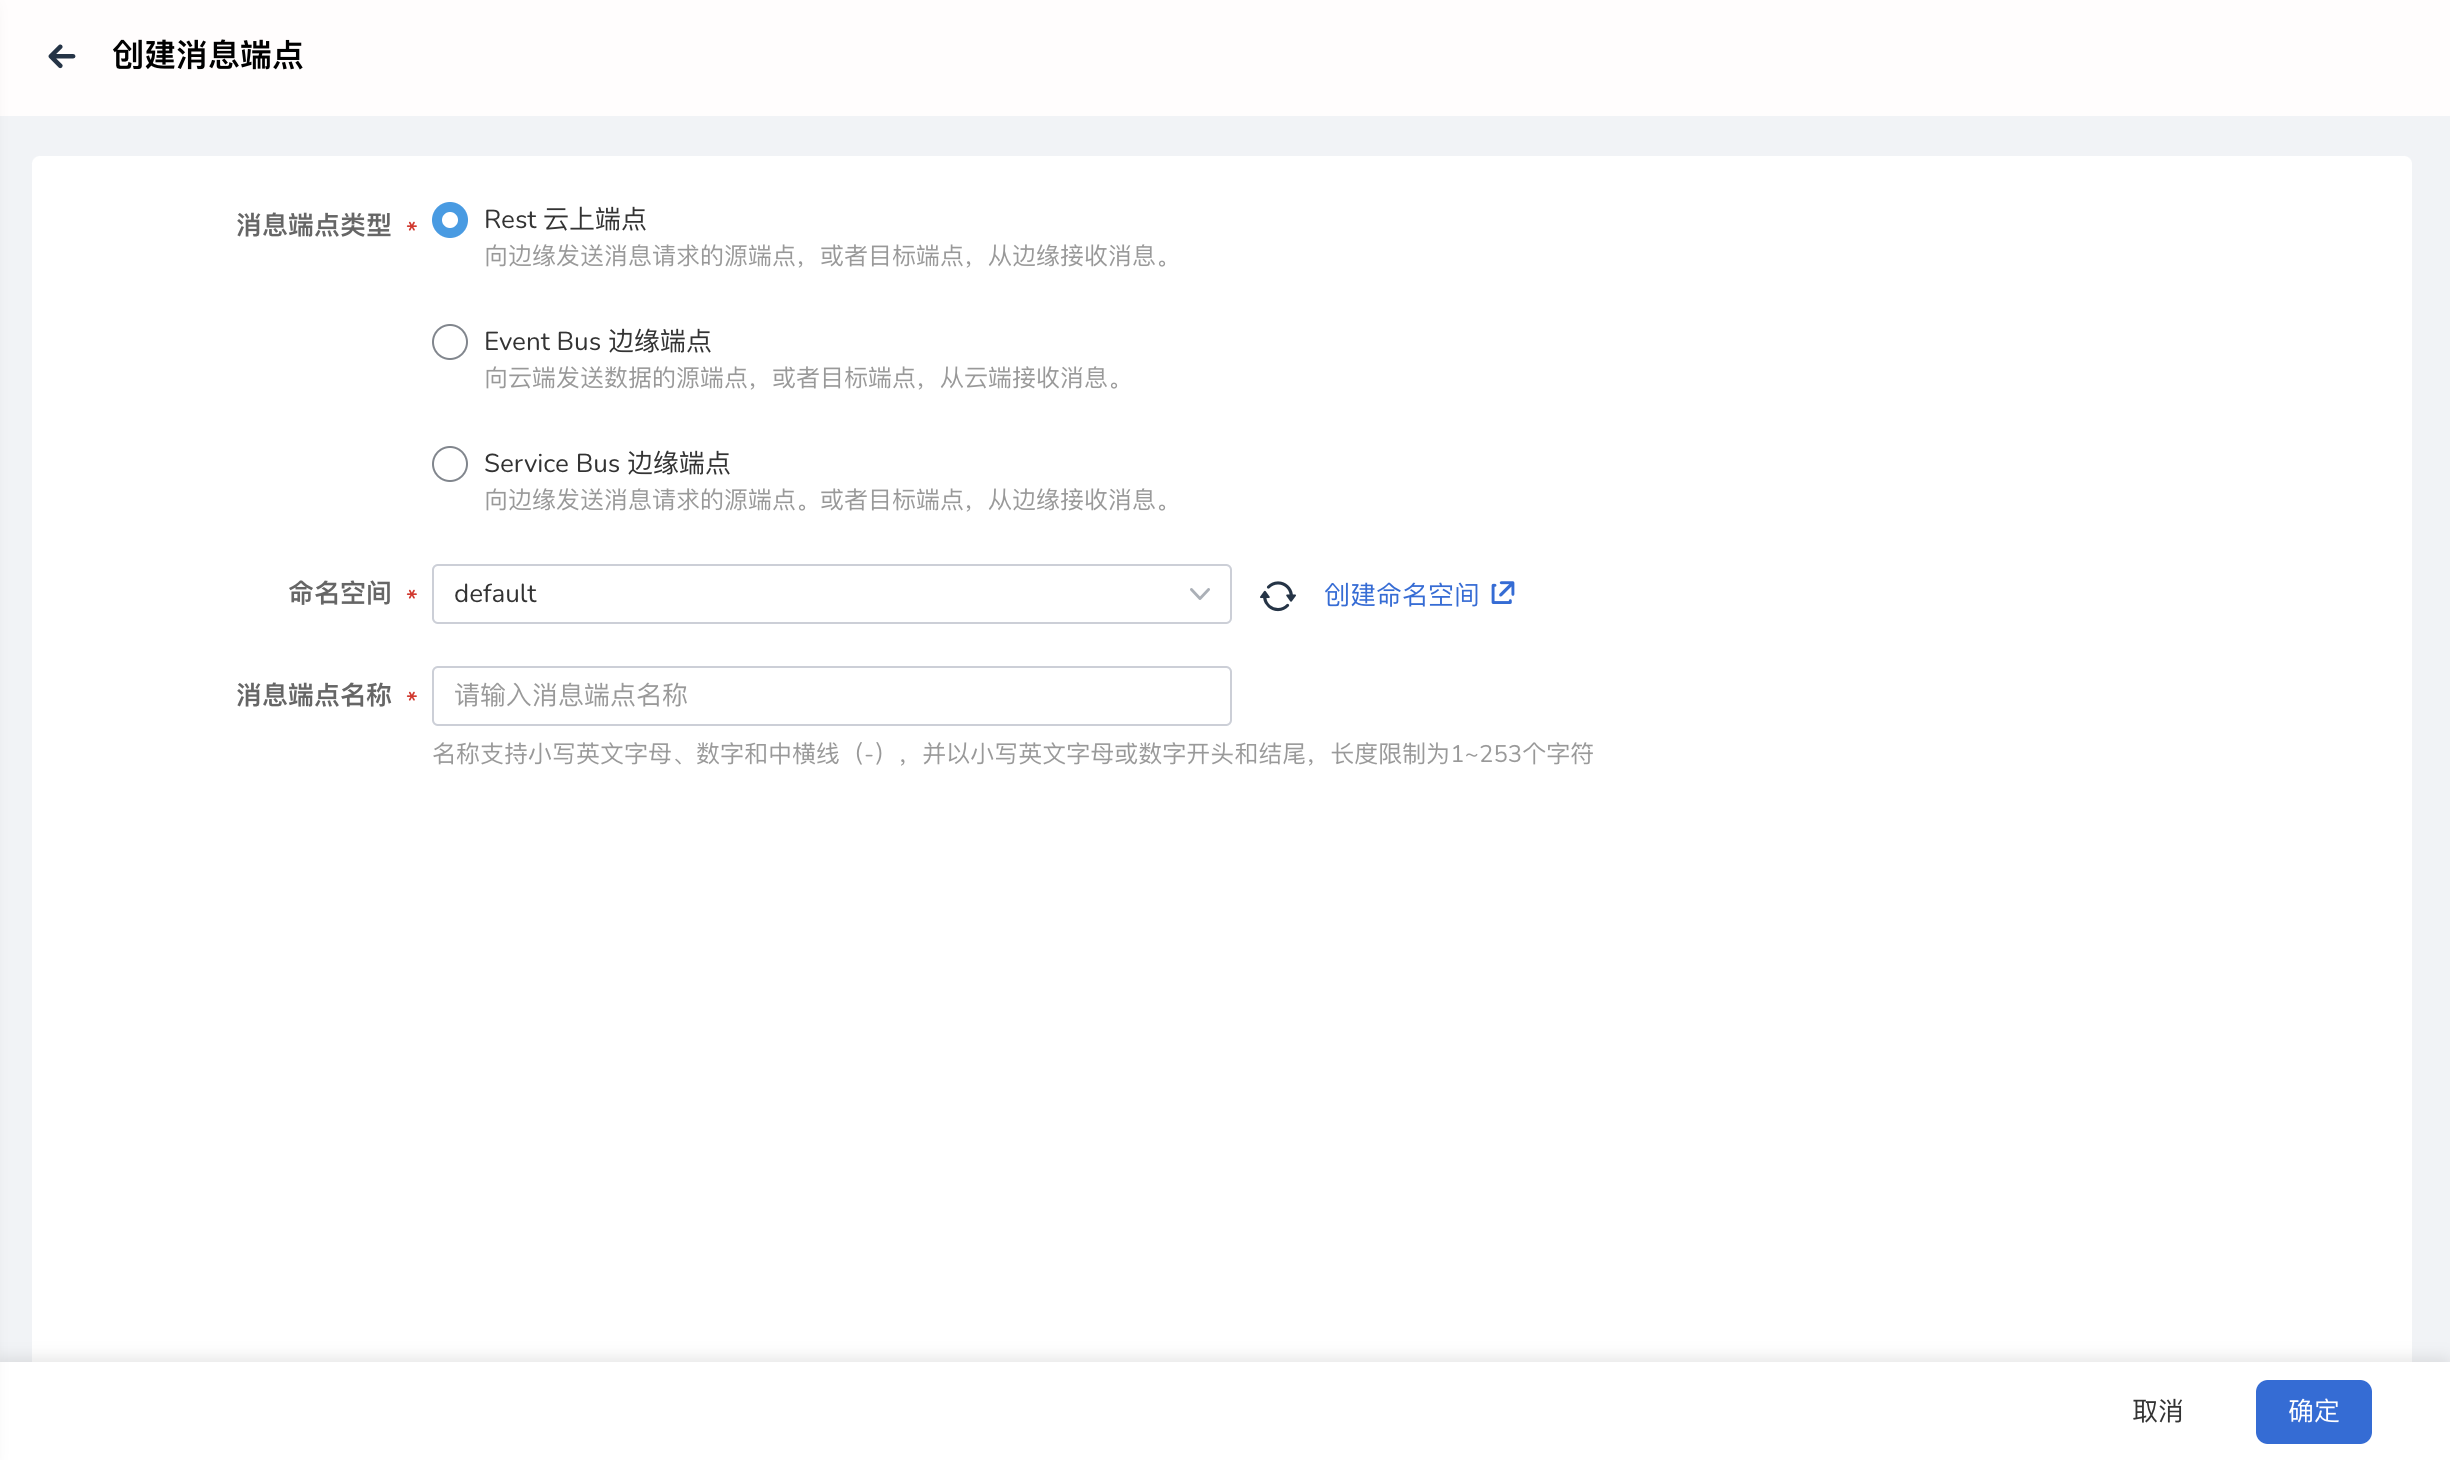 创建消息端点
消息端点类型 *
Rest 云上端点
向边缘发送消息请求的源端点，或者目标端点，从边缘接收消息。
Event Bus 边缘端点
向云端发送数据的源端点，或者目标端点，从云端接收消息。
Service Bus 边缘端点
向边缘发送消息请求的源端点。或者目标端点，从边缘接收消息。
命名空间 * default 创建命名空间
消息端点名称 * 请输入消息端点名称
名称支持小写英文字母、数字和中横线（-），并以小写英文字母或数字开头和结尾，长度限制为1~253个字符
取消 确定